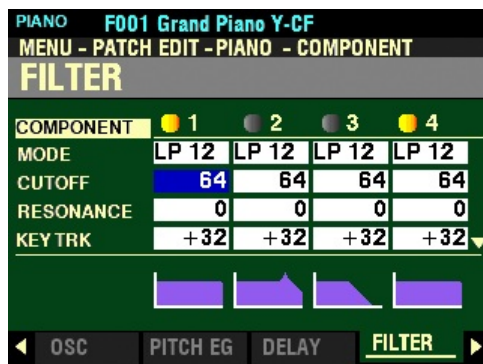 PIANO F001 Grand Piano Y-CF
MENU - PATCH EDIT - PIANO - COMPONENT
FILTER
COMPONENT 1 2 3 4
MODE LP 12 LP 12 LP 12 LP 12
CUTOFF 64 64 64 64
RESONANCE 0 0 0 0
KEY TRK +32 +32 +32 +32
OSC PITCH EG DELAY FILTER